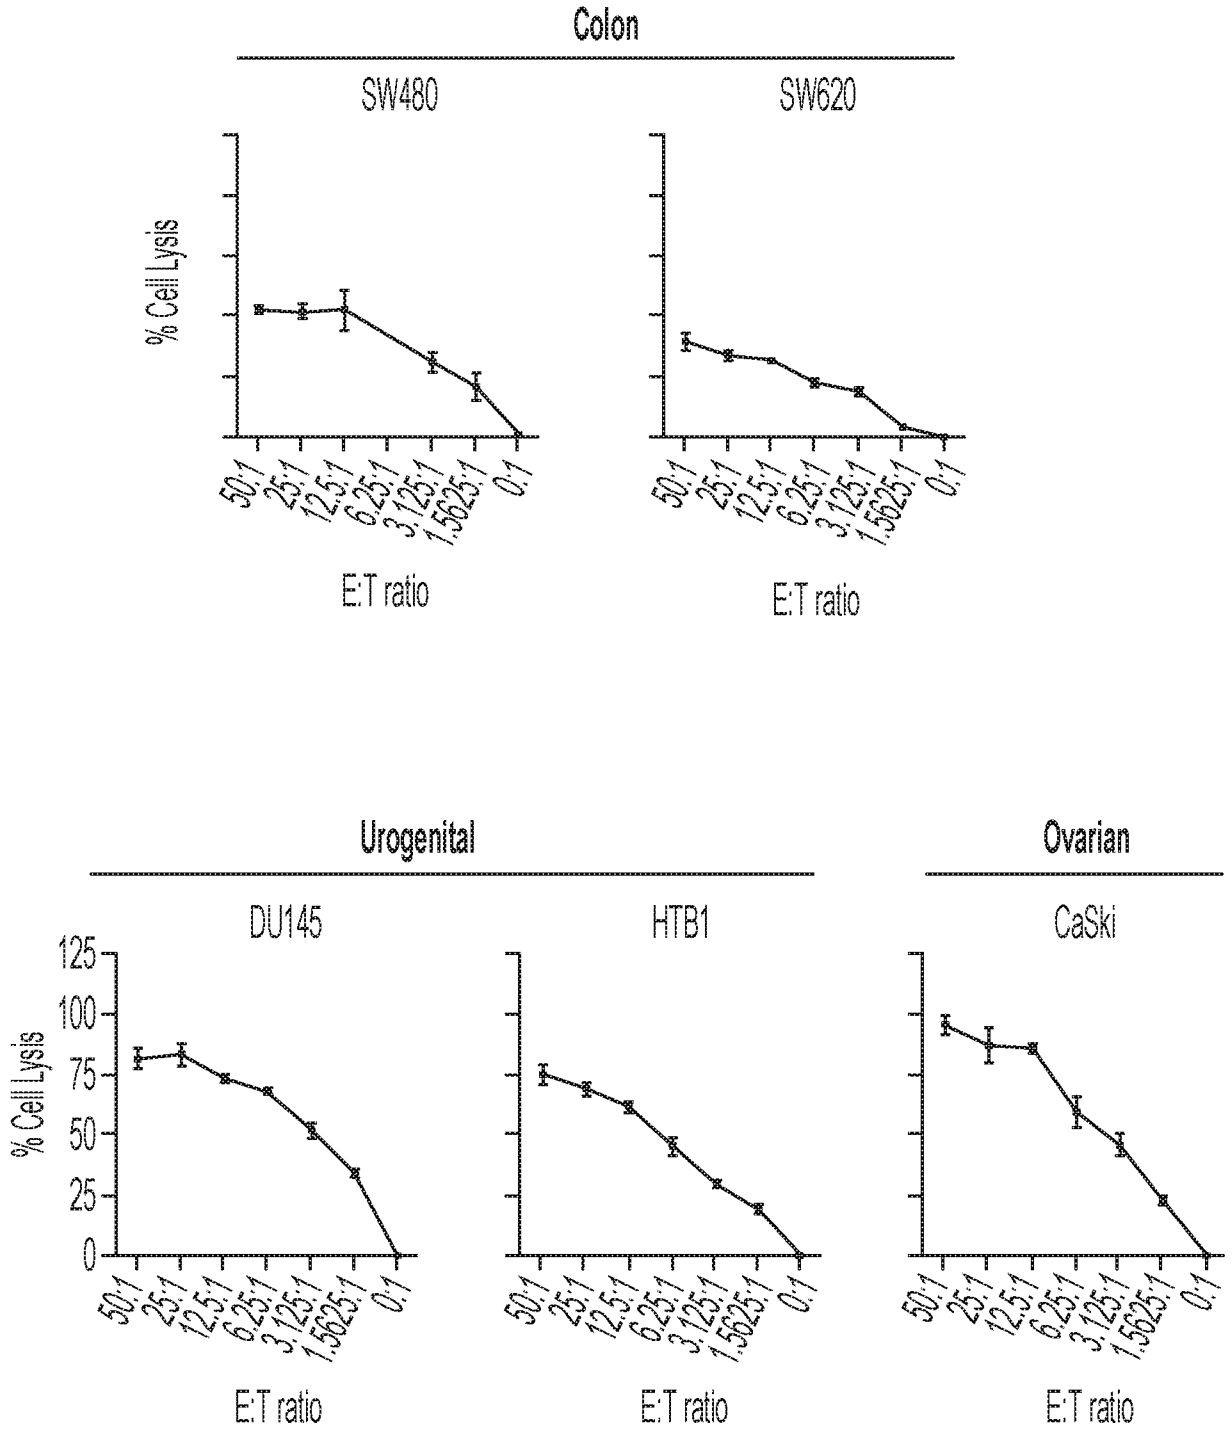 Colon
SW480 SW620
% Cell Lysis
50:1 25:1 12.5:1 6.25:1 3.125:1 1.5625:1 0:1
50:1 25:1 12.5:1 6.25:1 3.125:1 1.5625:1 0:1
E:T ratio E:T ratio
Urogenital Ovarian
DU145 HTB1 CaSki
% Cell Lysis
125
100
75
50
25
0
50:1 25:1 12.5:1 6.25:1 3.125:1 1.5625:1 0:1
50:1 25:1 12.5:1 6.25:1 3.125:1 1.5625:1 0:1
50:1 25:1 12.5:1 6.25:1 3.125:1 1.5625:1 0:1
E:T ratio E:T ratio E:T ratio